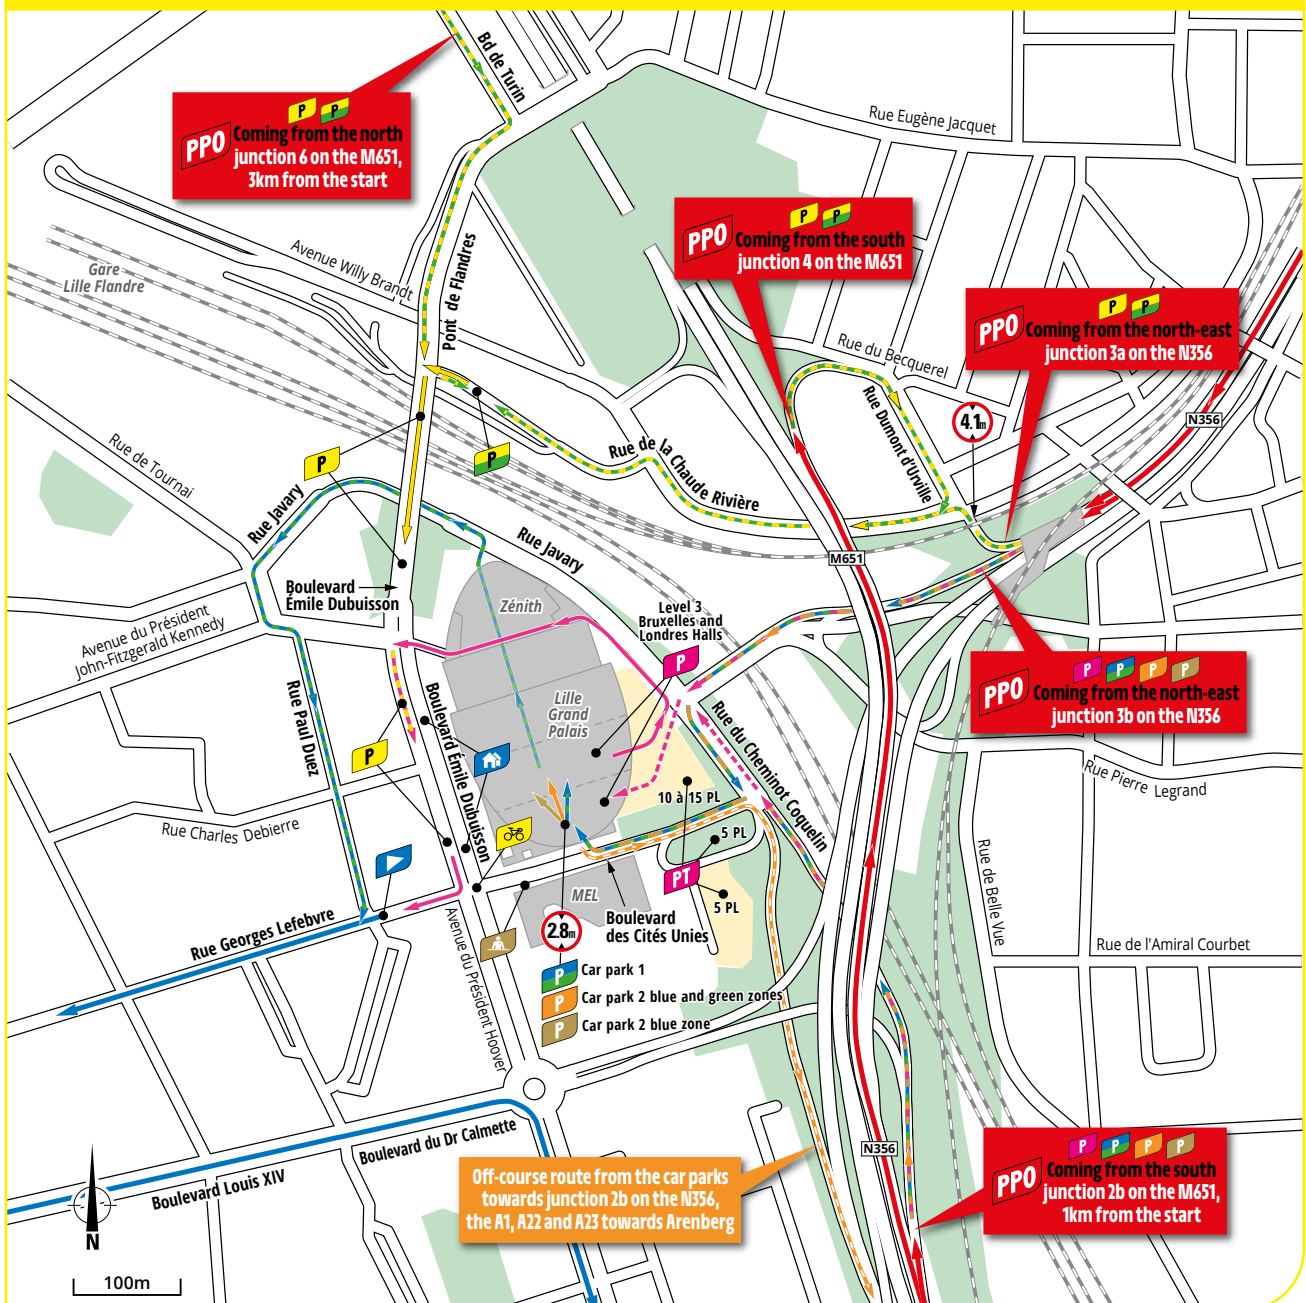 Bd de Turin
P P
PPO
Coming from the north
junction 6 on the M651,
3km from the start
Rue Eugène Jacquet
P P
PPO
Coming from the south
junction 4 on the M651
Avenue Willy Brandt
Pont de Flandres
Gare
Lille Flandre
P P
PPO
Coming from the north-east
junction 3a on the N356
Rue du Becquerel
Rue Dumont d'Urville
4.1m
N356
Rue de Tournai
P
P
Rue de la Chaude Rivière
Rue Javary
Rue Javary
M651
Boulevard
Émile Dubuisson
Zénith
Level 3
Bruxelles and
Londres Halls
P
Avenue du Président
John-Fitzgerald Kennedy
P P P P
PPO
Coming from the north-east
junction 3b on the N356
Rue Paul Duez
Boulevard Émile Dubuisson
Lille
Grand
Palais
Rue du Cheminot Coquelin
P
Rue Pierre Legrand
10 à 15 PL
Rue Charles Debierre
5 PL
PT
5 PL
MEL
Rue de Belle Vue
Boulevard
des Cités Unies
Rue Georges Lefebvre
2.8m
Avenue du Président Hoover
Rue de l'Amiral Courbet
P Car park 1
P Car park 2 blue and green zones
P Car park 2 blue zone
Boulevard du Dr Calmette
Boulevard Louis XIV
N356
Off-course route from the car parks
towards junction 2b on the N356,
the A1, A22 and A23 towards Arenberg
P P P P
PPO
Coming from the south
junction 2b on the M651,
1km from the start
N
100m